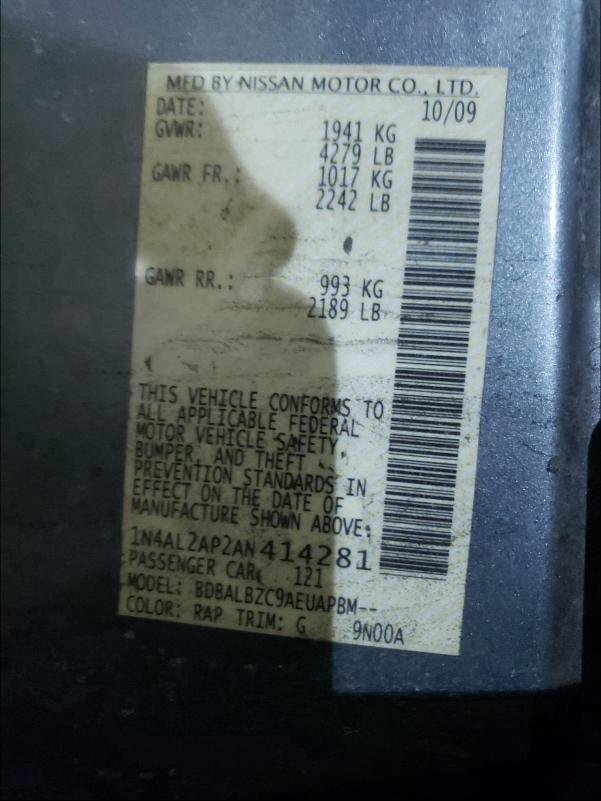 MFD BY NISSAN MOTOR CO., LTD.
DATE: 10/09
GVWR: 1941 KG
4279 LB
GAWR FR.: 1017 KG
2242 LB
GAWR RR.: 993 KG
2189 LB
THIS VEHICLE CONFORMS TO
ALL APPLICABLE FEDERAL
MOTOR VEHICLE SAFETY,
BUMPER, AND THEFT
PREVENTION STANDARDS IN
EFFECT ON THE DATE OF
MANUFACTURE SHOWN ABOVE:
1N4AL2AP2AN414281
PASSENGER CAR 121
MODEL: BDBALBZC9AEUAPBM--
COLOR: RAP TRIM: G 9N00A